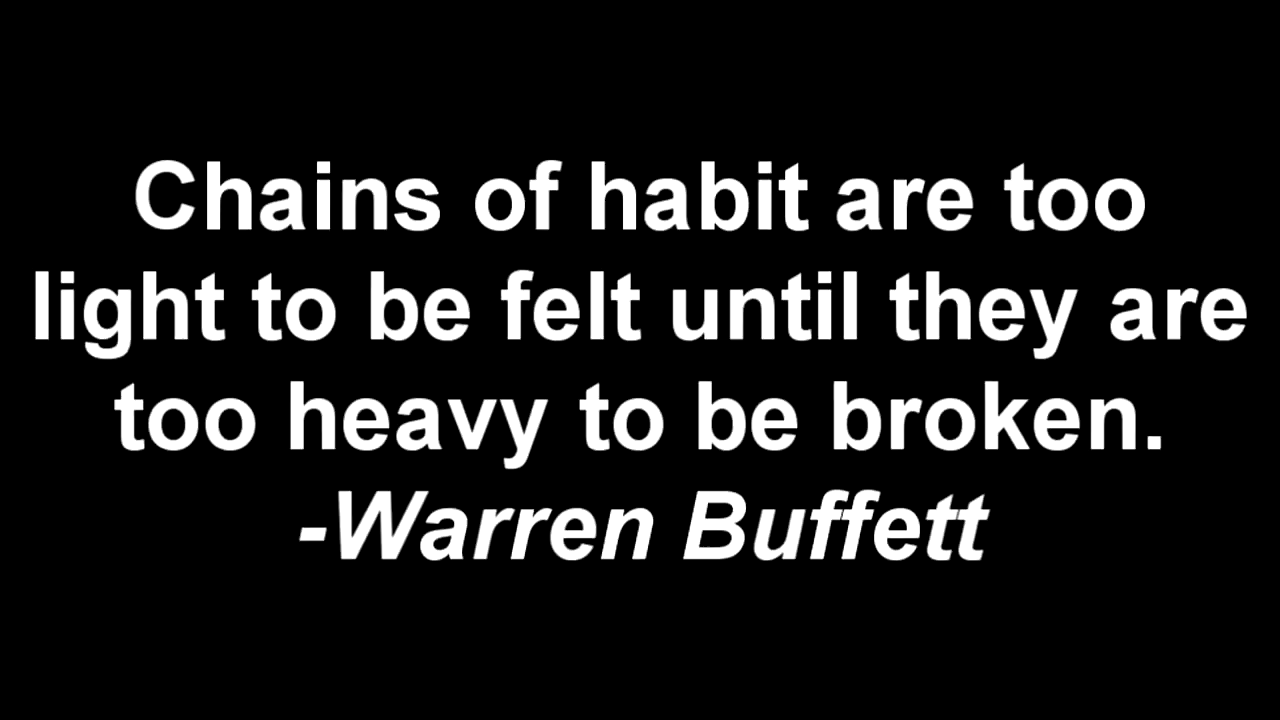 Chains of habit are too
light to be felt until they are
too heavy to be broken.
-Warren Buffett